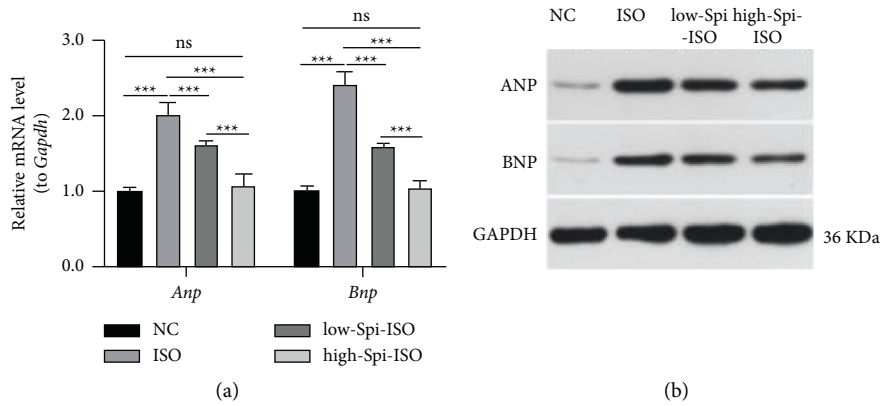 3.0
2.0
1.0
0.0
Relative mRNA level
(to Gapdh)
ns
***
***
***
***
ns
***
***
***
***
Anp
Bnp
NC
ISO
low-Spi-ISO
high-Spi-ISO
(a)
NC
ISO
low-Spi
-ISO
high-Spi-
ISO
ANP
BNP
GAPDH
36 KDa
(b)